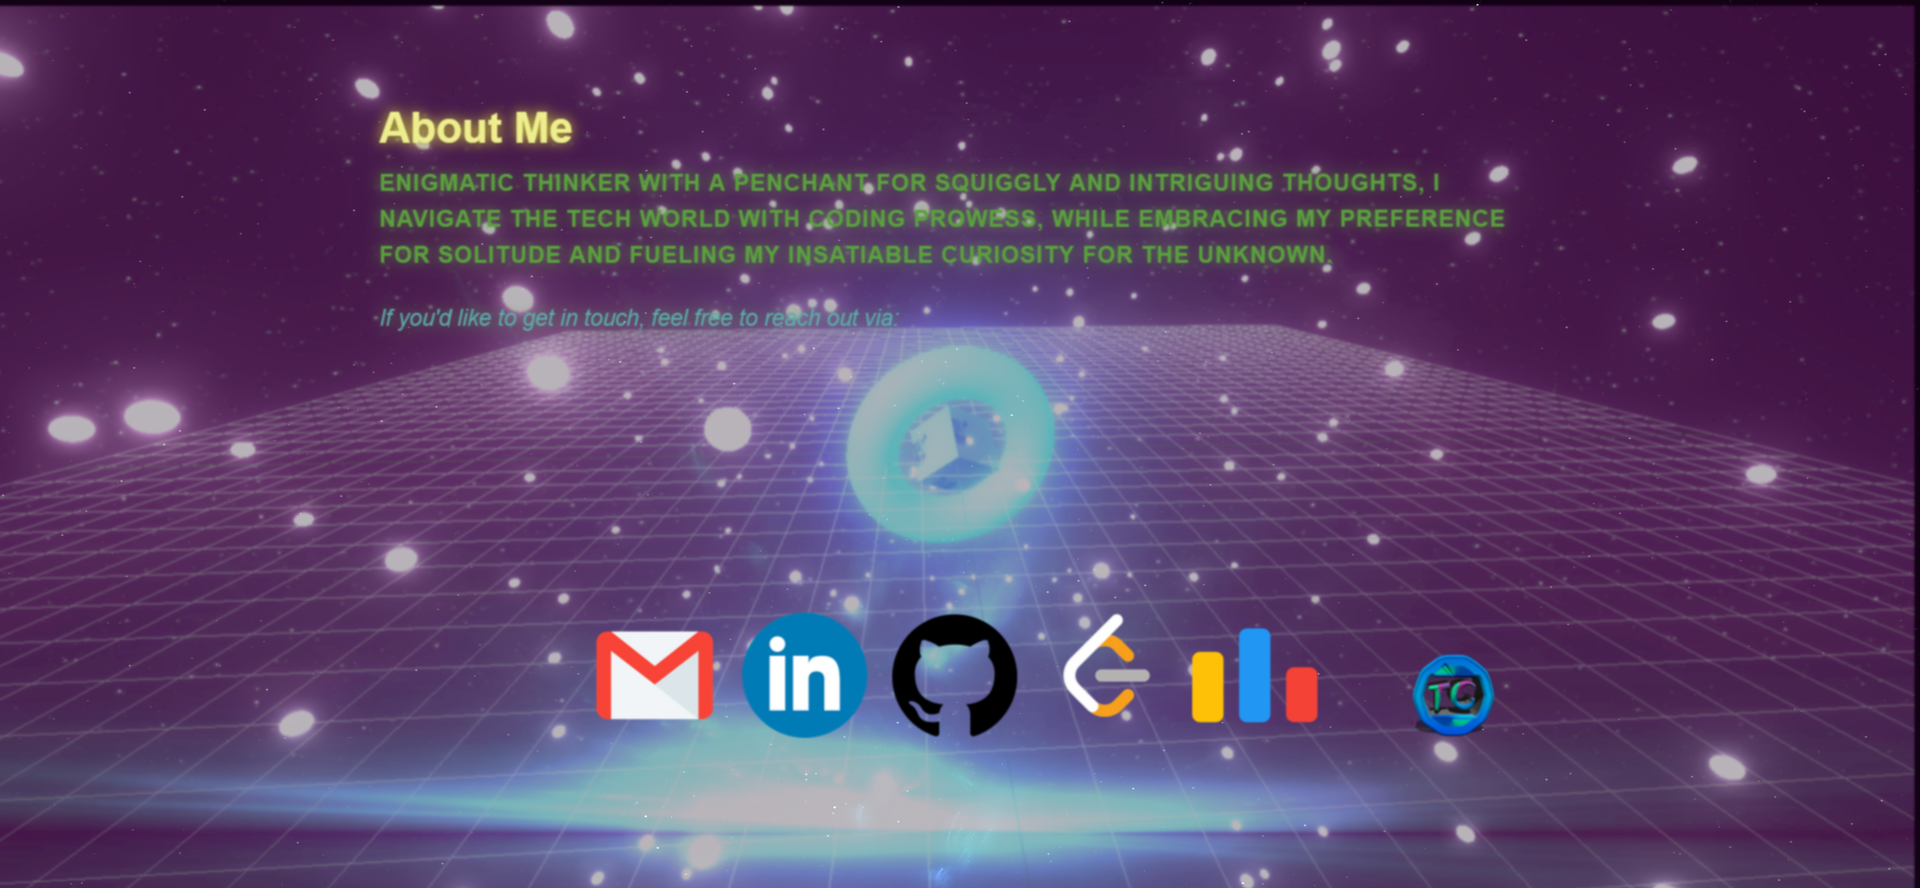 About Me
ENIGMATIC THINKER WITH A PENCHANT FOR SQUIGGLY AND INTRIGUING THOUGHTS, I
NAVIGATE THE TECH WORLD WITH CODING PROWESS, WHILE EMBRACING MY PREFERENCE
FOR SOLITUDE AND FUELING MY INSATIABLE CURIOSITY FOR THE UNKNOWN.
If you'd like to get in touch, feel free to reach out via:
in
TC